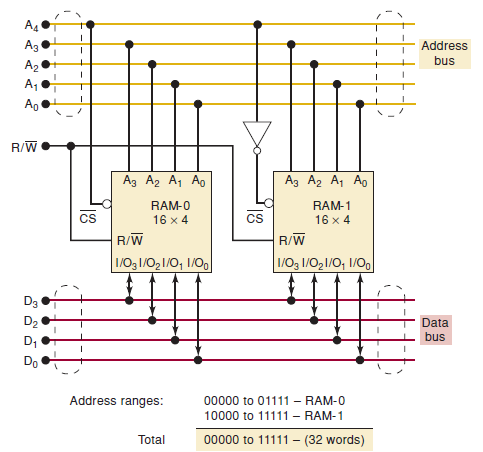 A₄
A₃
A₂
A₁
A₀
Address
bus
R/W̅
A₃ A₂ A₁ A₀
RAM-0
16 × 4
C̅S̅
R/W̅
I/O₃ I/O₂ I/O₁ I/O₀
A₃ A₂ A₁ A₀
RAM-1
16 × 4
C̅S̅
R/W̅
I/O₃ I/O₂ I/O₁ I/O₀
D₃
D₂
D₁
D₀
Data
bus
Address ranges: 00000 to 01111 – RAM-0
10000 to 11111 – RAM-1
Total 00000 to 11111 – (32 words)